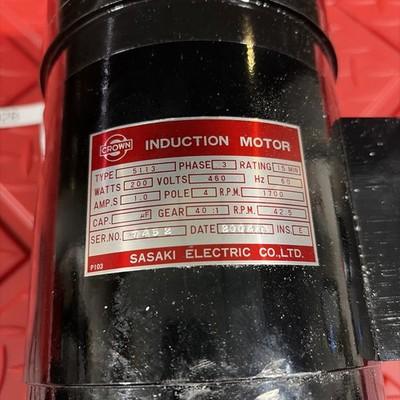 CROWN INDUCTION MOTOR
TYPE 5113 PHASE 3 RATING 15 MIN
WATTS 200 VOLTS 460 Hz 60
AMP.S 1.0 POLE 4 R.P.M. 1700
CAP. μF GEAR 40:1 R.P.M. 42.5
SER.NO. DATE INS. E
SASAKI ELECTRIC CO.,LTD.
P103